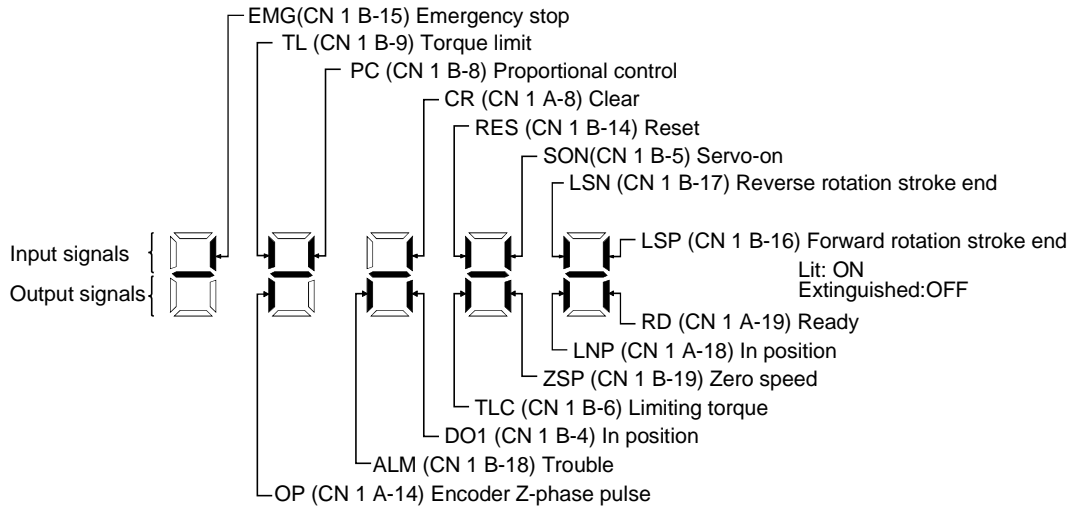 EMG(CN 1 B-15) Emergency stop
TL (CN 1 B-9) Torque limit
PC (CN 1 B-8) Proportional control
CR (CN 1 A-8) Clear
RES (CN 1 B-14) Reset
SON(CN 1 B-5) Servo-on
LSN (CN 1 B-17) Reverse rotation stroke end
LSP (CN 1 B-16) Forward rotation stroke end
Input signals
Lit: ON
Output signals
Extinguished:OFF
RD (CN 1 A-19) Ready
LNP (CN 1 A-18) In position
ZSP (CN 1 B-19) Zero speed
TLC (CN 1 B-6) Limiting torque
DO1 (CN 1 B-4) In position
ALM (CN 1 B-18) Trouble
OP (CN 1 A-14) Encoder Z-phase pulse